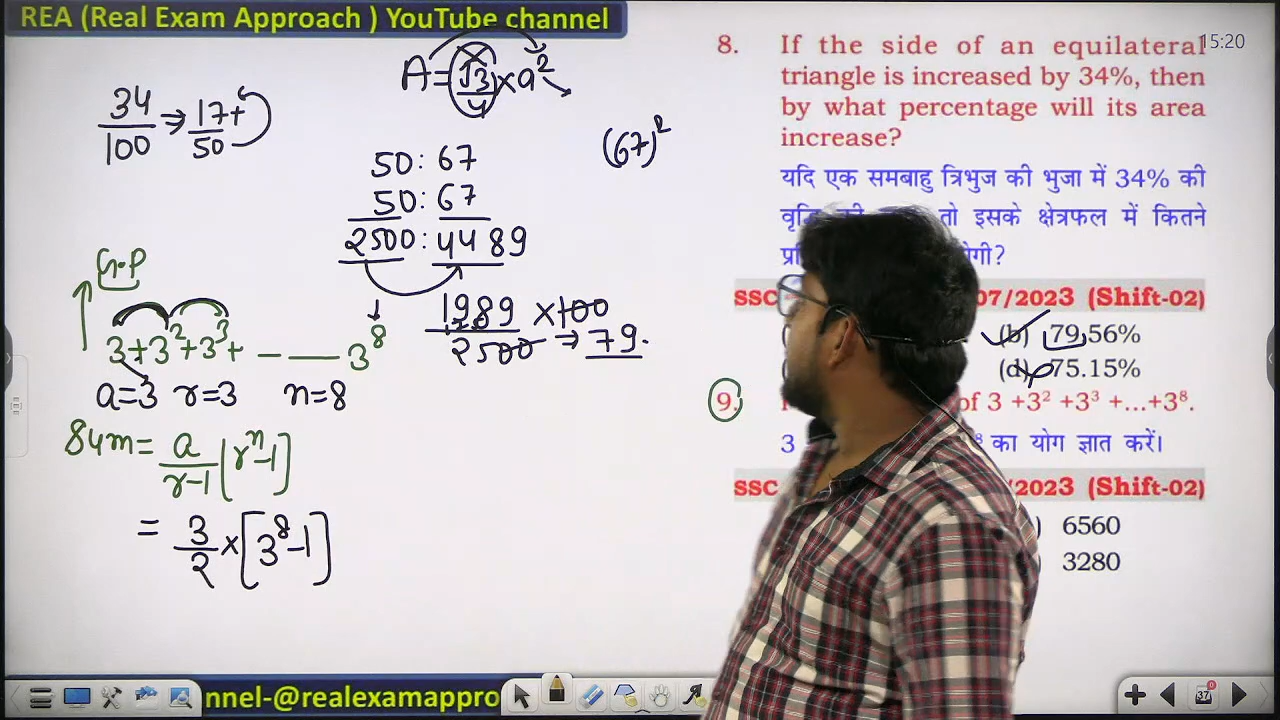 REA (Real Exam Approach ) YouTube channel
15:20
34/100 ⇒ 17+/50
A = √3/4 × a²
(67)²
50 : 67
50 : 67
2500 : 4489
1989/2500 × 100 ⇒ 79.
G.P
3+3²+3³+ — —— 3⁸
a=3 r=3 n=8
Sum = a/r-1 [rⁿ-1]
= 3/2 × [3⁸-1]
8. If the side of an equilateral
triangle is increased by 34%, then
by what percentage will its area
increase?
यदि एक समबाहु त्रिभुज की भुजा में 34% की
तो इसके क्षेत्रफल में कितने
SSC 07/2023 (Shift-02)
(b) 79.56%
(d) 75.15%
9. of 3 +3² +3³ +...+3⁸.
3 का योग ज्ञात करें।
SSC /2023 (Shift-02)
6560
3280
nnel-@realexamappro
37